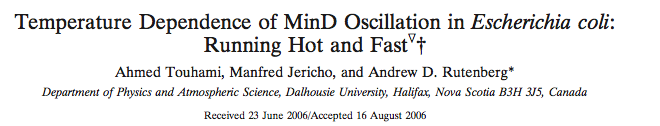 Temperature Dependence of MinD Oscillation in Escherichia coli:
Running Hot and Fast▽†
Ahmed Touhami, Manfred Jericho, and Andrew D. Rutenberg*
Department of Physics and Atmospheric Science, Dalhousie University, Halifax, Nova Scotia B3H 3J5, Canada
Received 23 June 2006/Accepted 16 August 2006